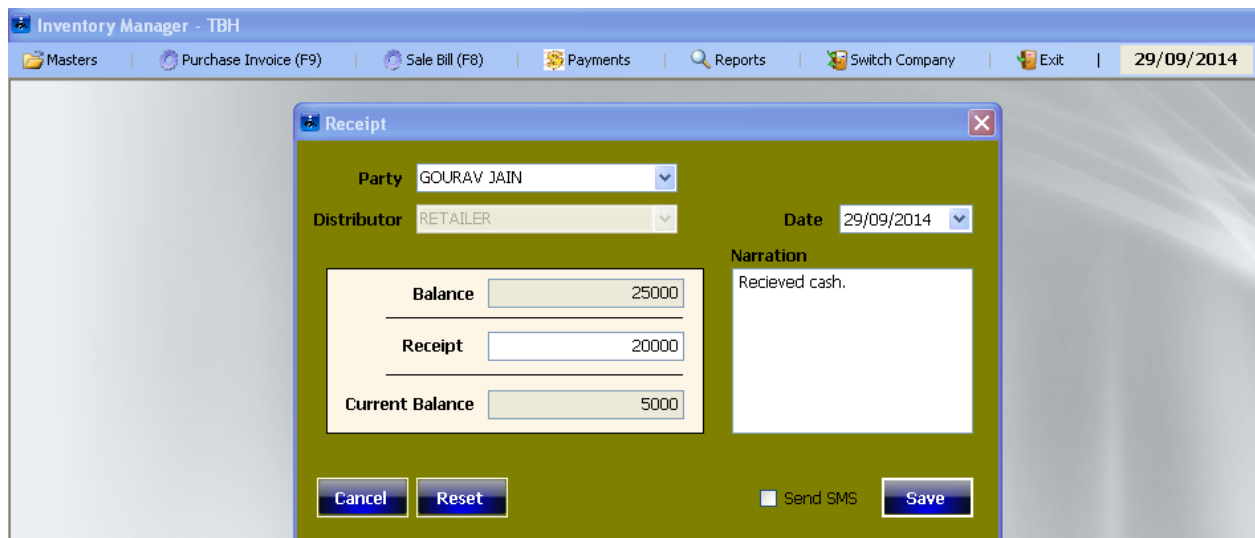 Inventory Manager - TBH
Masters | Purchase Invoice (F9) | Sale Bill (F8) | Payments | Reports | Switch Company | Exit | 29/09/2014
Receipt
Party GOURAV JAIN
Distributor RETAILER Date 29/09/2014
Narration
Recieved cash.
Balance 25000
Receipt 20000
Current Balance 5000
Cancel Reset Send SMS Save